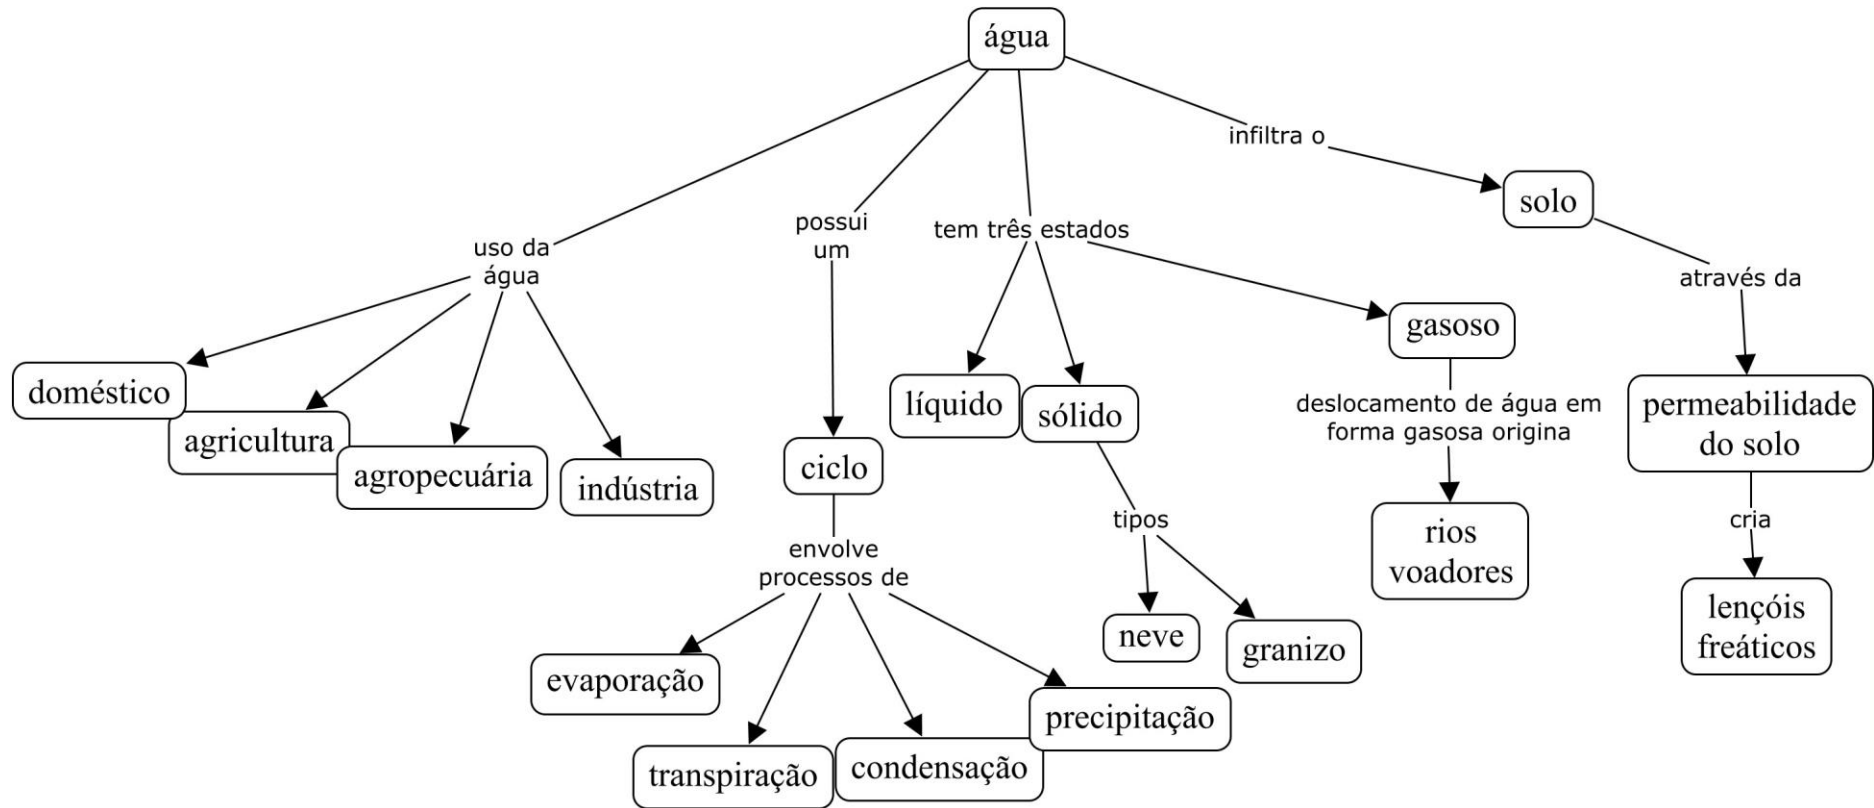 água
infiltra o
solo
possui
um
tem três estados
uso da
água
através da
gasoso
doméstico
agricultura
agropecuária
indústria
líquido
sólido
ciclo
deslocamento de água em
forma gasosa origina
permeabilidade
do solo
tipos
cria
rios
voadores
envolve
processos de
neve
granizo
lençóis
freáticos
evaporação
transpiração
condensação
precipitação